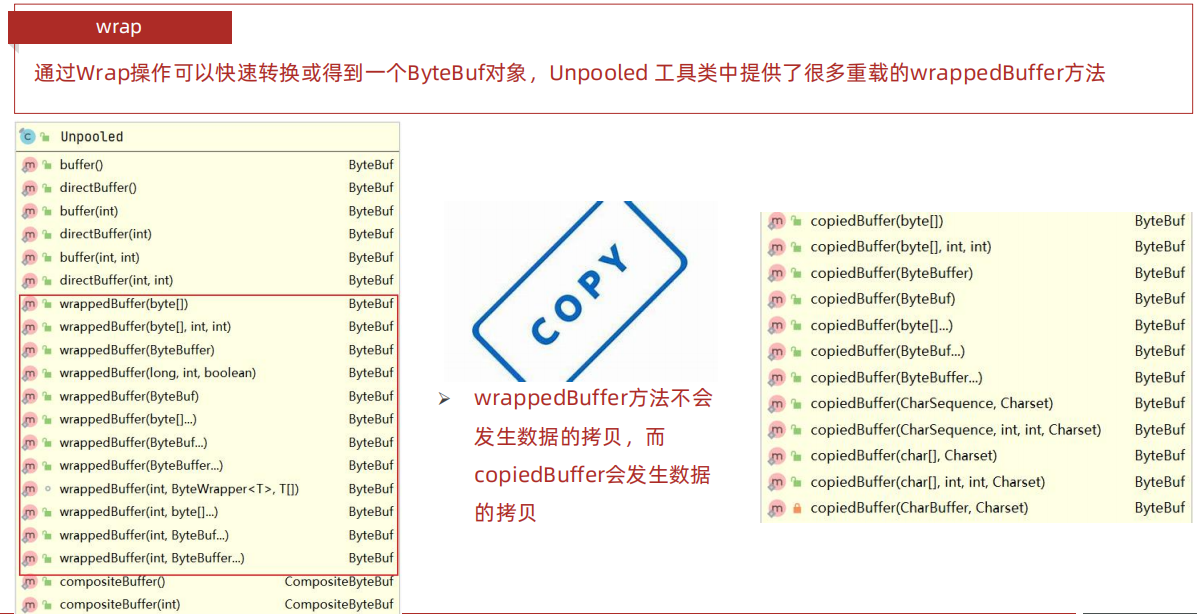 wrap
通过Wrap操作可以快速转换或得到一个ByteBuf对象，Unpooled 工具类中提供了很多重载的wrappedBuffer方法
Unpooled
buffer() ByteBuf
directBuffer() ByteBuf
buffer(int) ByteBuf
directBuffer(int) ByteBuf
buffer(int, int) ByteBuf
directBuffer(int, int) ByteBuf
wrappedBuffer(byte[]) ByteBuf
wrappedBuffer(byte[], int, int) ByteBuf
wrappedBuffer(ByteBuffer) ByteBuf
wrappedBuffer(long, int, boolean) ByteBuf
wrappedBuffer(ByteBuf) ByteBuf
wrappedBuffer(byte[]...) ByteBuf
wrappedBuffer(ByteBuf...) ByteBuf
wrappedBuffer(ByteBuffer...) ByteBuf
wrappedBuffer(int, ByteWrapper<T>, T[]) ByteBuf
wrappedBuffer(int, byte[]...) ByteBuf
wrappedBuffer(int, ByteBuf...) ByteBuf
wrappedBuffer(int, ByteBuffer...) ByteBuf
compositeBuffer() CompositeByteBuf
compositeBuffer(int) CompositeByteBuf
COPY
wrappedBuffer方法不会
发生数据的拷贝，而
copiedBuffer会发生数据
的拷贝
copiedBuffer(byte[]) ByteBuf
copiedBuffer(byte[], int, int) ByteBuf
copiedBuffer(ByteBuffer) ByteBuf
copiedBuffer(ByteBuf) ByteBuf
copiedBuffer(byte[]...) ByteBuf
copiedBuffer(ByteBuf...) ByteBuf
copiedBuffer(ByteBuffer...) ByteBuf
copiedBuffer(CharSequence, Charset) ByteBuf
copiedBuffer(CharSequence, int, int, Charset) ByteBuf
copiedBuffer(char[], Charset) ByteBuf
copiedBuffer(char[], int, int, Charset) ByteBuf
copiedBuffer(CharBuffer, Charset) ByteBuf